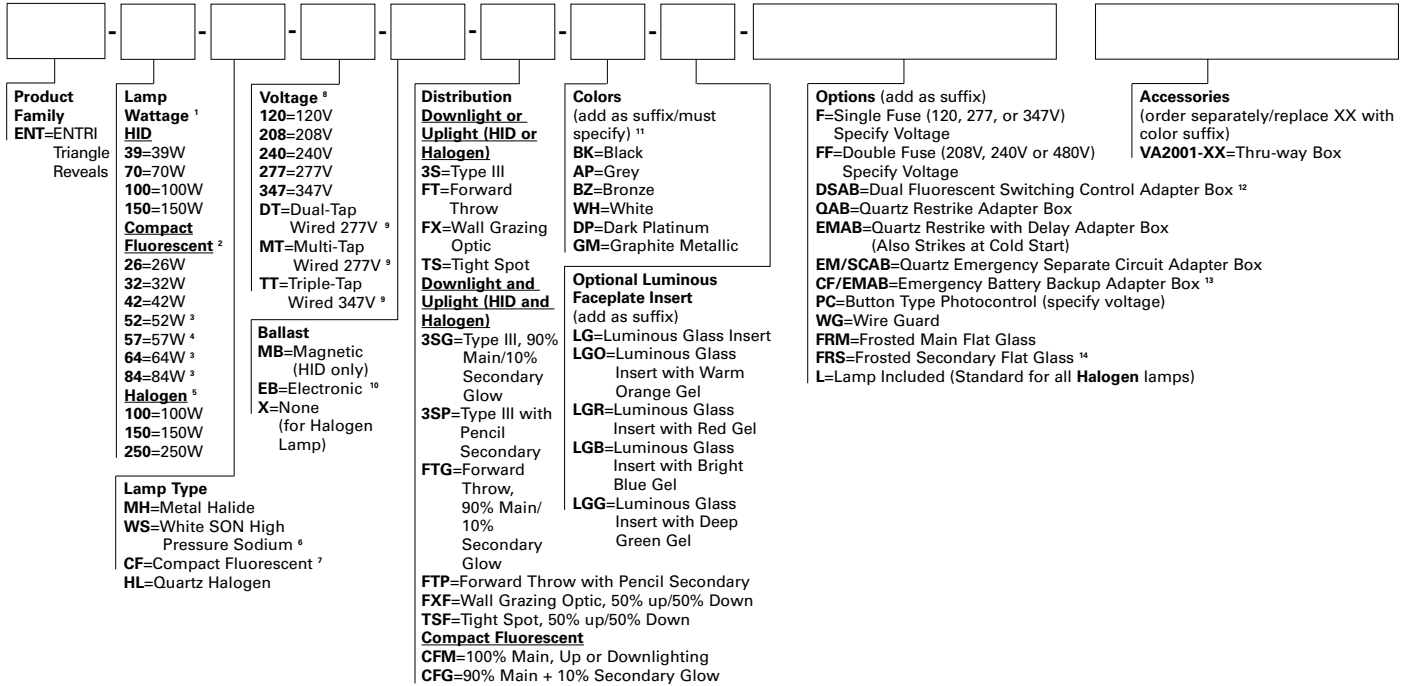 - - - - - - - -
Product
Family
ENT=ENTRI
Triangle
Reveals
Lamp
Wattage ¹
HID
39=39W
70=70W
100=100W
150=150W
Compact
Fluorescent ²
26=26W
32=32W
42=42W
52=52W ³
57=57W ⁴
64=64W ³
84=84W ³
Halogen ⁵
100=100W
150=150W
250=250W
Lamp Type
MH=Metal Halide
WS=White SON High
Pressure Sodium ⁶
CF=Compact Fluorescent ⁷
HL=Quartz Halogen
Voltage ⁸
120=120V
208=208V
240=240V
277=277V
347=347V
DT=Dual-Tap
Wired 277V ⁹
MT=Multi-Tap
Wired 277V ⁹
TT=Triple-Tap
Wired 347V ⁹
Ballast
MB=Magnetic
(HID only)
EB=Electronic ¹⁰
X=None
(for Halogen
Lamp)
Distribution
Downlight or
Uplight (HID or
Halogen)
3S=Type III
FT=Forward
Throw
FX=Wall Grazing
Optic
TS=Tight Spot
Downlight and
Uplight (HID and
Halogen)
3SG=Type III, 90%
Main/10%
Secondary
Glow
3SP=Type III with
Pencil
Secondary
FTG=Forward
Throw,
90% Main/
10%
Secondary
Glow
FTP=Forward Throw with Pencil Secondary
FXF=Wall Grazing Optic, 50% up/50% Down
TSF=Tight Spot, 50% up/50% Down
Compact Fluorescent
CFM=100% Main, Up or Downlighting
CFG=90% Main + 10% Secondary Glow
Colors
(add as suffix/must
specify) ¹¹
BK=Black
AP=Grey
BZ=Bronze
WH=White
DP=Dark Platinum
GM=Graphite Metallic
Optional Luminous
Faceplate Insert
(add as suffix)
LG=Luminous Glass Insert
LGO=Luminous Glass
Insert with Warm
Orange Gel
LGR=Luminous Glass
Insert with Red Gel
LGB=Luminous Glass
Insert with Bright
Blue Gel
LGG=Luminous Glass
Insert with Deep
Green Gel
Options (add as suffix)
F=Single Fuse (120, 277, or 347V)
Specify Voltage
FF=Double Fuse (208V, 240V or 480V)
Specify Voltage
DSAB=Dual Fluorescent Switching Control Adapter Box ¹²
QAB=Quartz Restrike Adapter Box
EMAB=Quartz Restrike with Delay Adapter Box
(Also Strikes at Cold Start)
EM/SCAB=Quartz Emergency Separate Circuit Adapter Box
CF/EMAB=Emergency Battery Backup Adapter Box ¹³
PC=Button Type Photocontrol (specify voltage)
WG=Wire Guard
FRM=Frosted Main Flat Glass
FRS=Frosted Secondary Flat Glass ¹⁴
L=Lamp Included (Standard for all Halogen lamps)
Accessories
(order separately/replace XX with
color suffix)
VA2001-XX=Thru-way Box